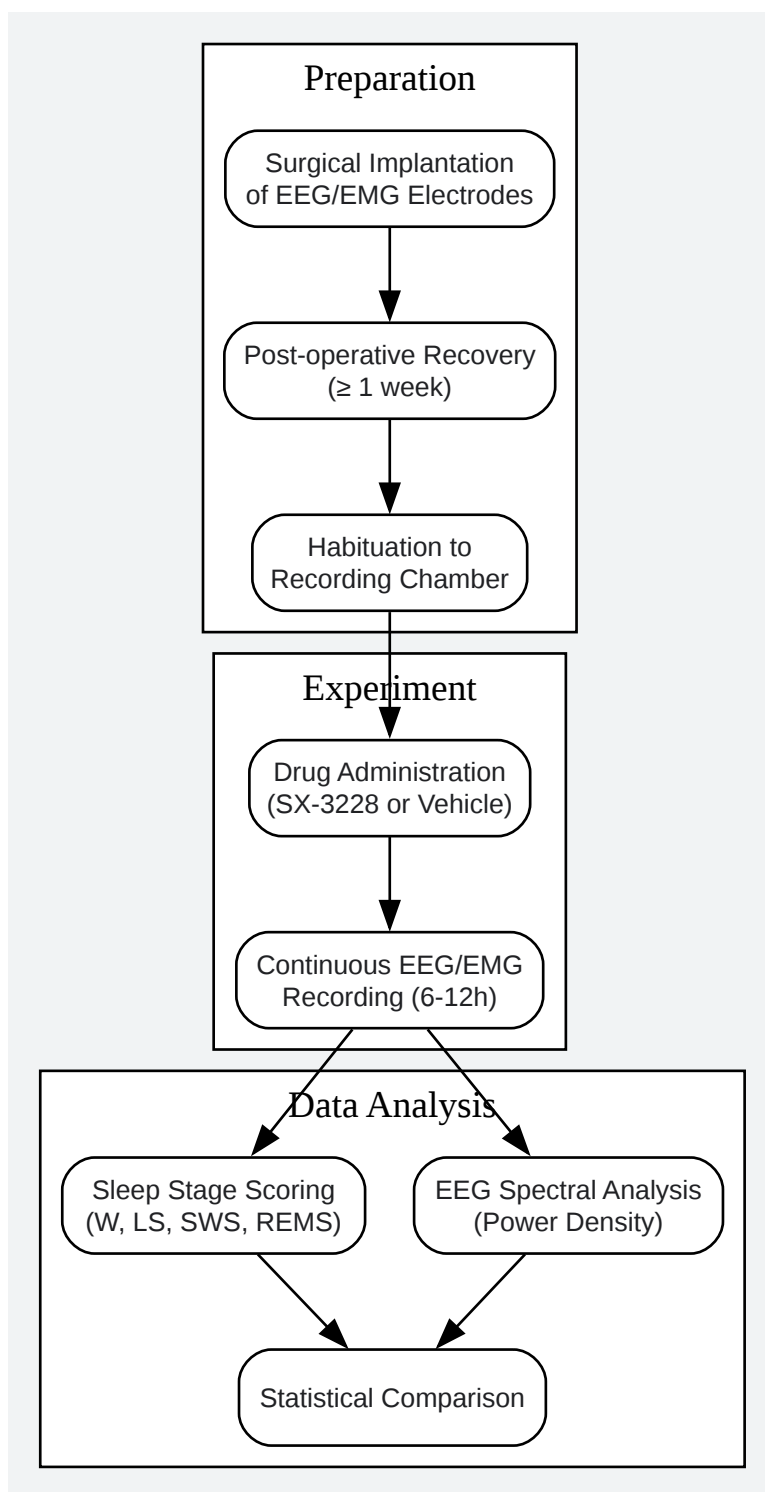 Preparation
Surgical Implantation
of EEG/EMG Electrodes
Post-operative Recovery
(≥ 1 week)
Habituation to
Recording Chamber
Experiment
Drug Administration
(SX-3228 or Vehicle)
Continuous EEG/EMG
Recording (6-12h)
Data Analysis
Sleep Stage Scoring
(W, LS, SWS, REMS)
EEG Spectral Analysis
(Power Density)
Statistical Comparison